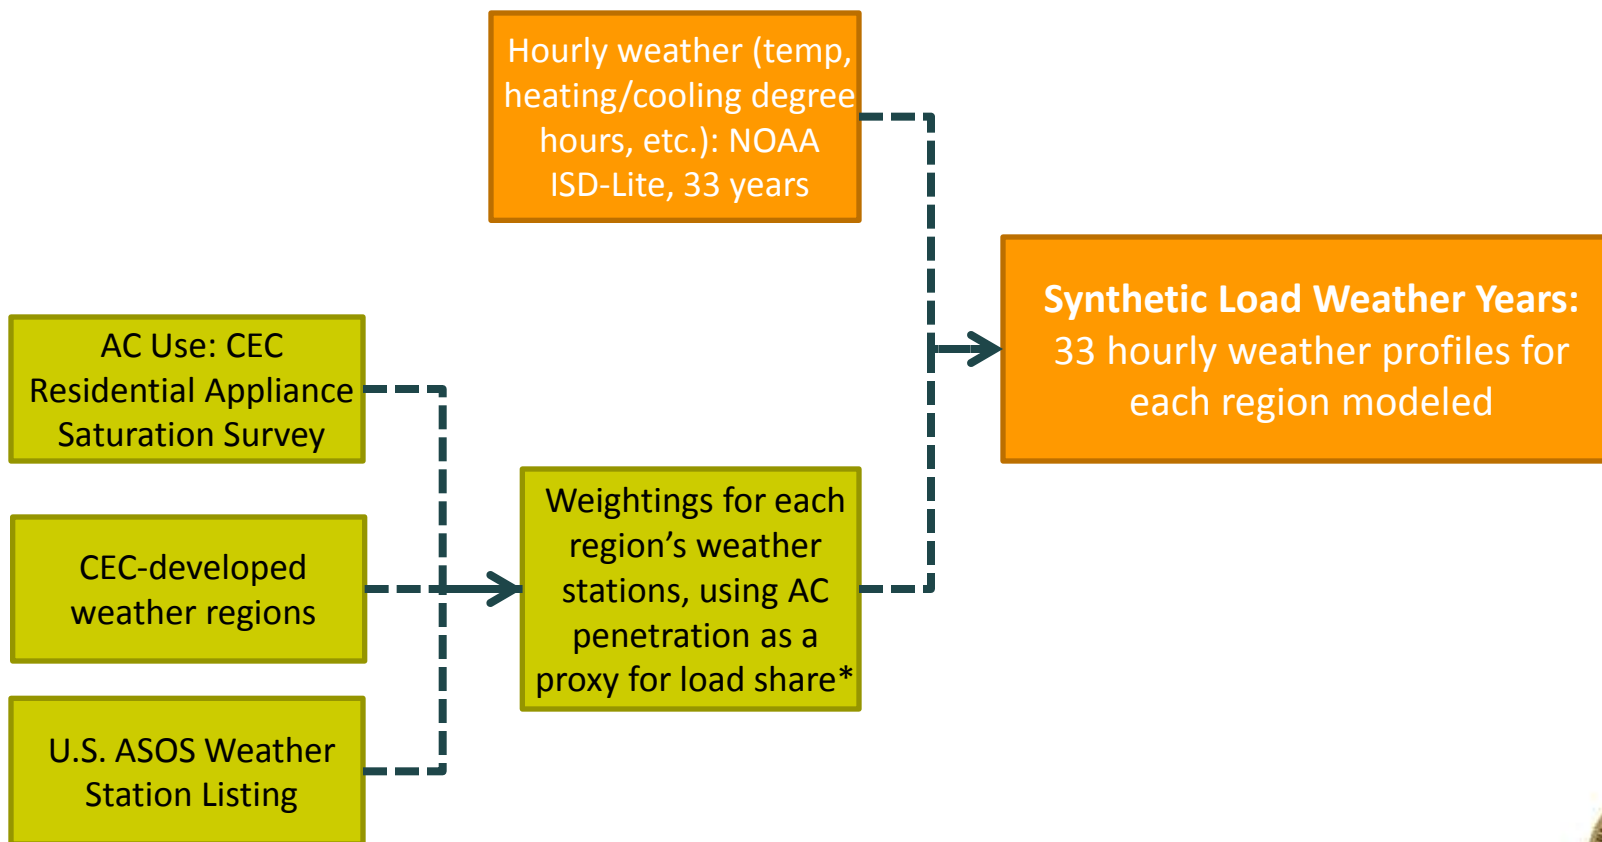 Hourly weather (temp,
heating/cooling degree
hours, etc.): NOAA
ISD-Lite, 33 years
Synthetic Load Weather Years:
33 hourly weather profiles for
each region modeled
AC Use: CEC
Residential Appliance
Saturation Survey
CEC-developed
weather regions
U.S. ASOS Weather
Station Listing
Weightings for each
region’s weather
stations, using AC
penetration as a
proxy for load share*